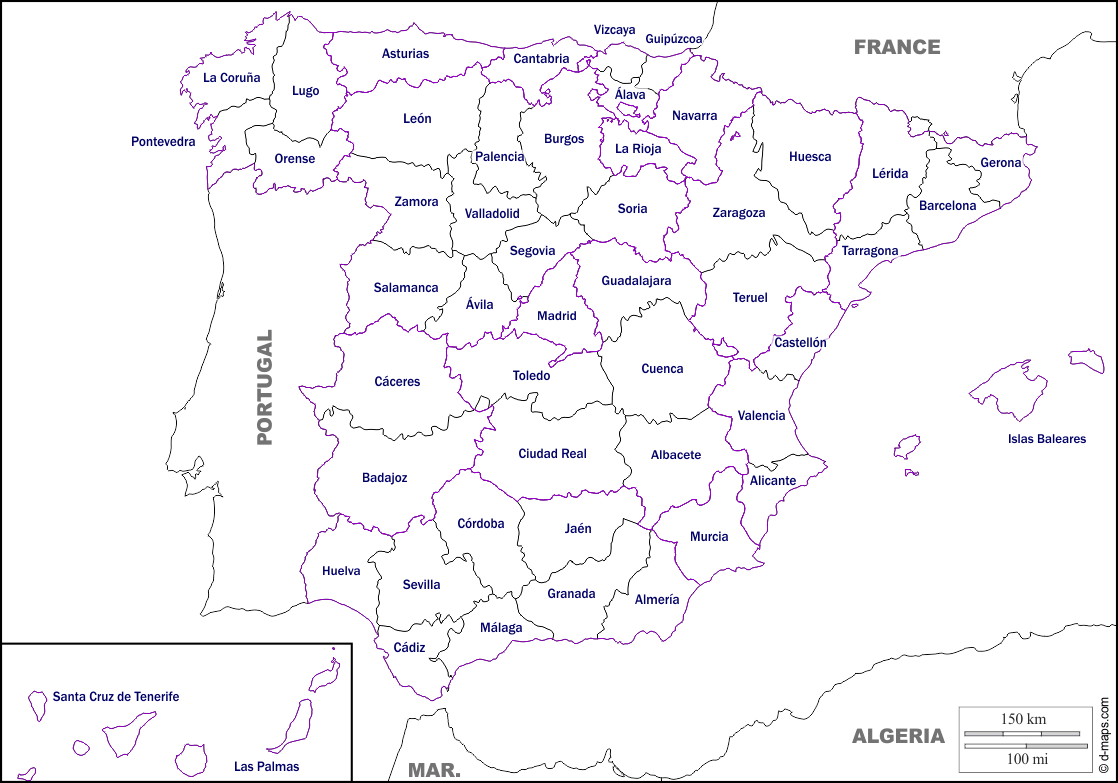 Vizcaya
Guipúzcoa
FRANCE
Asturias
Cantabria
La Coruña
Lugo
Álava
León
Navarra
Pontevedra
Burgos
La Rioja
Orense
Palencia
Huesca
Gerona
Lérida
Zamora
Valladolid
Soria
Zaragoza
Barcelona
Segovia
Tarragona
Guadalajara
Salamanca
Ávila
Teruel
Madrid
Castellón
PORTUGAL
Cáceres
Toledo
Cuenca
Valencia
Islas Baleares
Ciudad Real
Albacete
Badajoz
Alicante
Córdoba
Jaén
Murcia
Huelva
Sevilla
Granada
Almería
Málaga
Cádiz
Santa Cruz de Tenerife
Las Palmas
MAR.
ALGERIA
150 km
100 mi
© d-maps.com